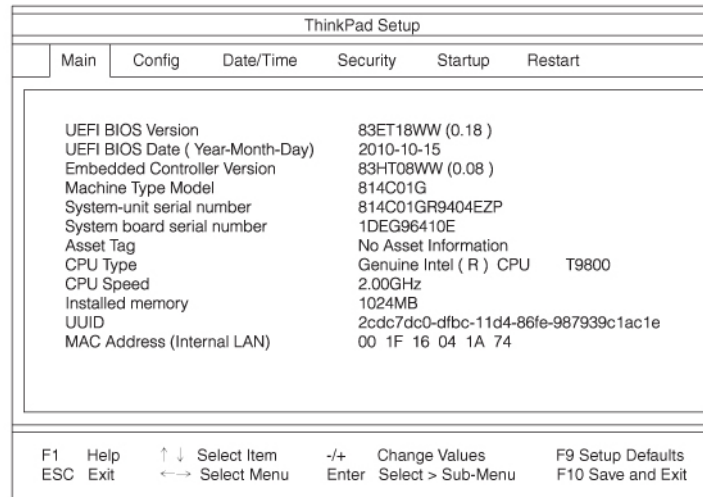 ThinkPad Setup
Main Config Date/Time Security Startup Restart
UEFI BIOS Version 83ET18WW (0.18 )
UEFI BIOS Date ( Year-Month-Day) 2010-10-15
Embedded Controller Version 83HT08WW (0.08 )
Machine Type Model 814C01G
System-unit serial number 814C01GR9404EZP
System board serial number 1DEG96410E
Asset Tag No Asset Information
CPU Type Genuine Intel ( R ) CPU T9800
CPU Speed 2.00GHz
Installed memory 1024MB
UUID 2cdc7dc0-dfbc-11d4-86fe-987939c1ac1e
MAC Address (Internal LAN) 00 1F 16 04 1A 74
F1 Help ↑ ↓ Select Item -/+ Change Values F9 Setup Defaults
ESC Exit ←→ Select Menu Enter Select > Sub-Menu F10 Save and Exit